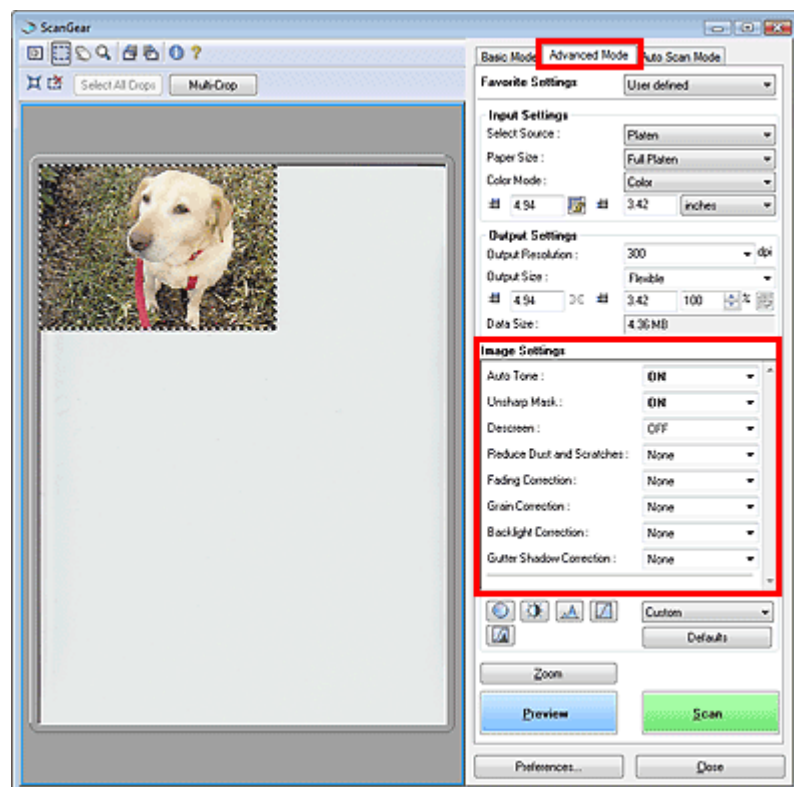 ScanGear
Select All Crops Multi-Crop
Basic Mode Advanced Mode Auto Scan Mode
Favorite Settings User defined
Input Settings
Select Source : Platen
Paper Size : Full Platen
Color Mode : Color
4.94 3.42 inches
Output Settings
Output Resolution : 300 dpi
Output Size : Flexible
4.94 3.42 100 %
Data Size : 4.36 MB
Image Settings
Auto Tone : ON
Unsharp Mask : ON
Descreen : OFF
Reduce Dust and Scratches : None
Fading Correction : None
Grain Correction : None
Backlight Correction : None
Gutter Shadow Correction : None
Custom
Defaults
Zoom
Preview Scan
Preferences... Close